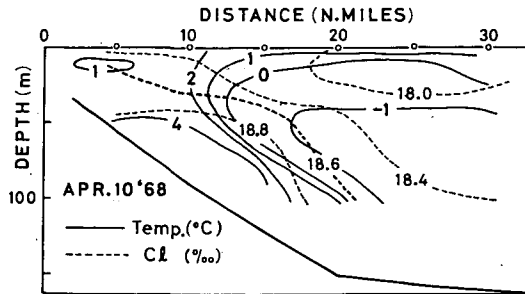 DISTANCE (N.MILES)
0 10 20 30
0
1 2 1 0 -1
18.0
4 18.8
18.6
18.4
DEPTH (m)
100
APR.10 '68
Temp.(°C)
Cl (‰)